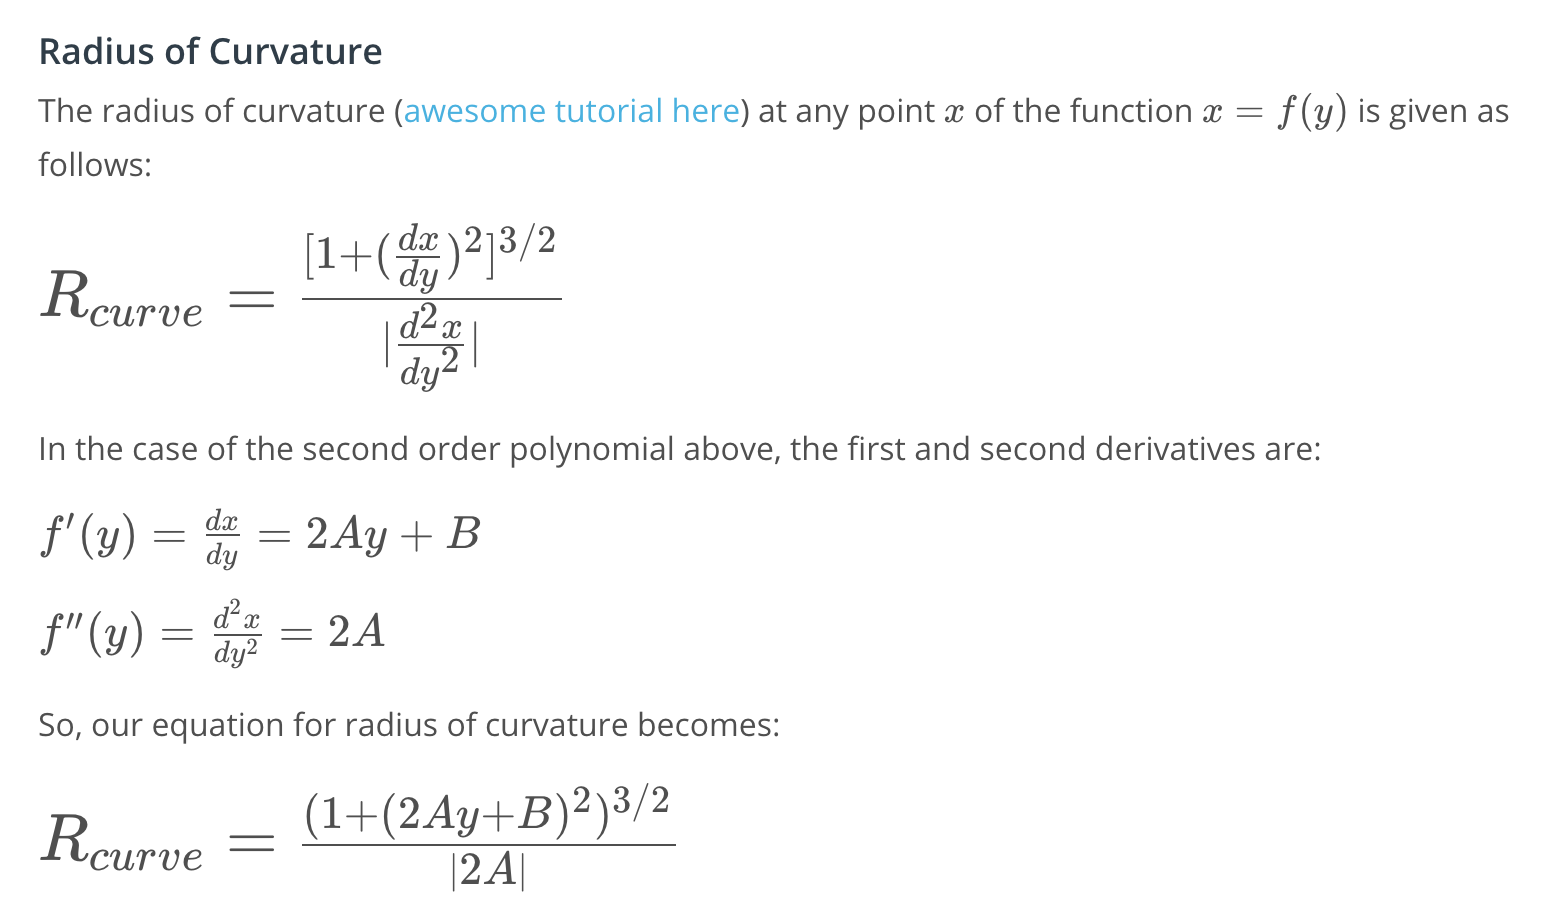 Radius of Curvature
The radius of curvature (awesome tutorial here) at any point $x$ of the function $x = f(y)$ is given as
follows:
$R_{curve} = \frac{[1+(\frac{dx}{dy})^2]^{3/2}}{|\frac{d^2x}{dy^2}|}$
In the case of the second order polynomial above, the first and second derivatives are:
$f'(y) = \frac{dx}{dy} = 2Ay + B$
$f''(y) = \frac{d^2x}{dy^2} = 2A$
So, our equation for radius of curvature becomes:
$R_{curve} = \frac{(1+(2Ay+B)^2)^{3/2}}{|2A|}$